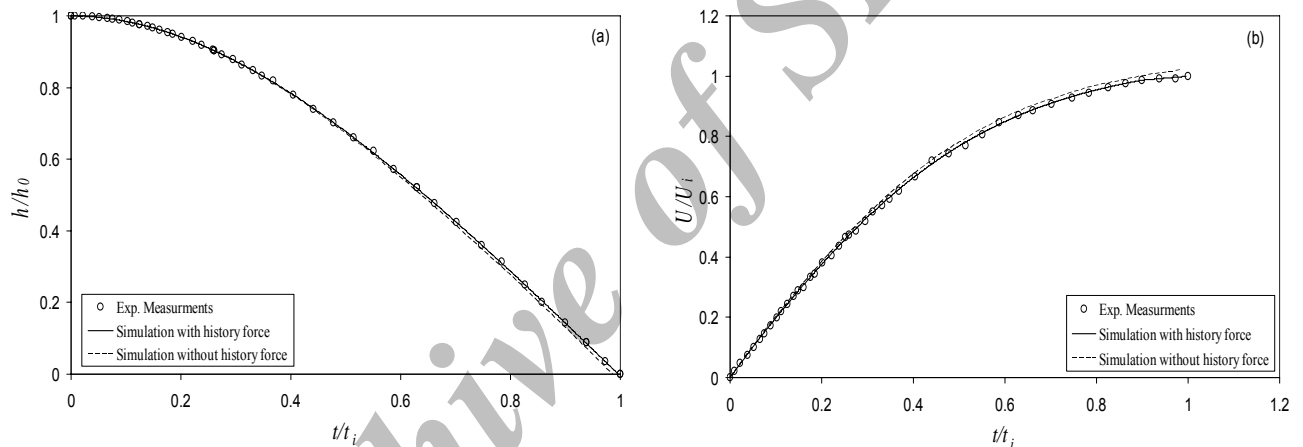 1
0.8
0.6
0.4
0.2
0
h/h0
(a)
Exp. Measurments
Simulation with history force
Simulation without history force
0 0.2 0.4 0.6 0.8 1
t/ti
1.2
1
0.8
0.6
0.4
0.2
0
U/Ui
(b)
Exp. Measurments
Simulation with history force
Simulation without history force
0 0.2 0.4 0.6 0.8 1 1.2
t/ti
hive of S